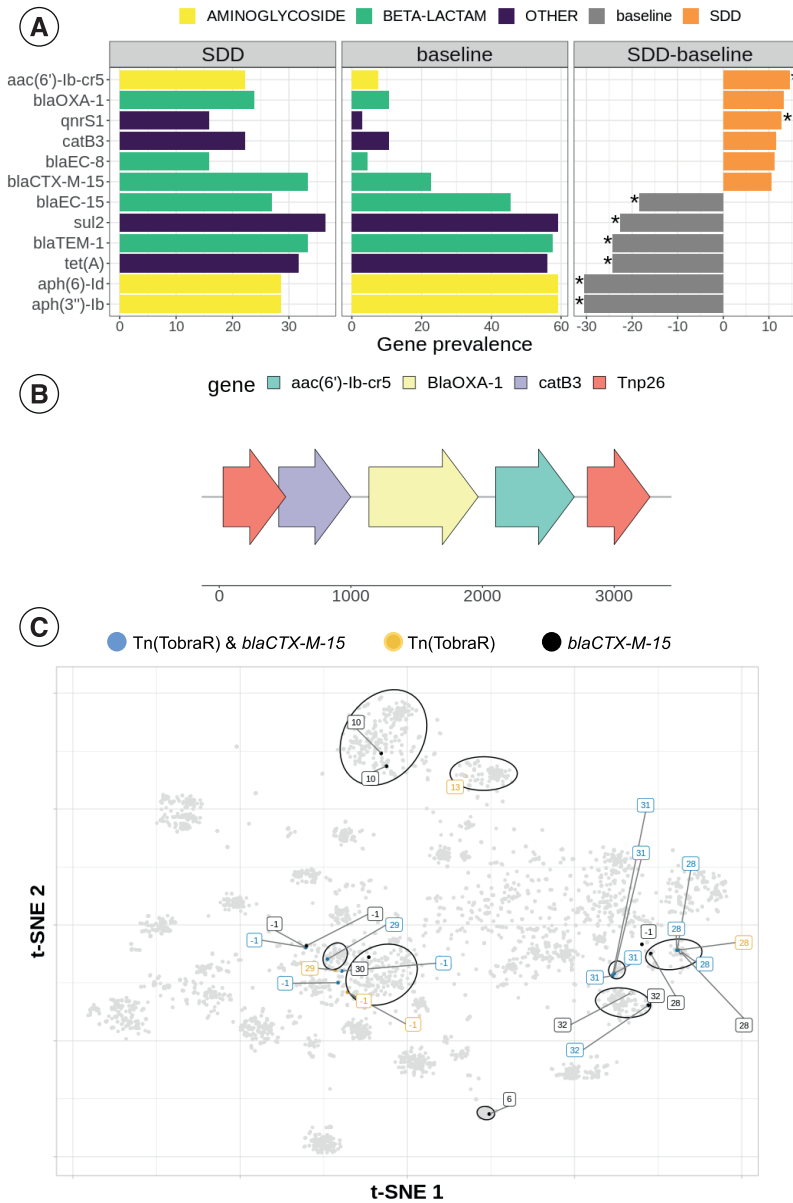 A
AMINOGLYCOSIDE BETA-LACTAM OTHER baseline SDD
SDD baseline SDD-baseline
aac(6')-Ib-cr5
blaOXA-1
qnrS1 *
catB3
blaEC-8
blaCTX-M-15
blaEC-15 *
sul2 *
blaTEM-1 *
tet(A) *
aph(6)-Id *
aph(3'')-Ib *
0 10 20 30 0 20 40 60 -30 -20 -10 0 10
Gene prevalence
B
gene aac(6')-Ib-cr5 BlaOXA-1 catB3 Tnp26
0 1000 2000 3000
C
Tn(TobraR) & blaCTX-M-15 Tn(TobraR) blaCTX-M-15
10
10
13
31
31
28
-1 -1
29
28
-1
-1
28
29 30 -1
31
28
31
-1
-1
32
28
-1
32
28
32
6
t-SNE 2
t-SNE 1